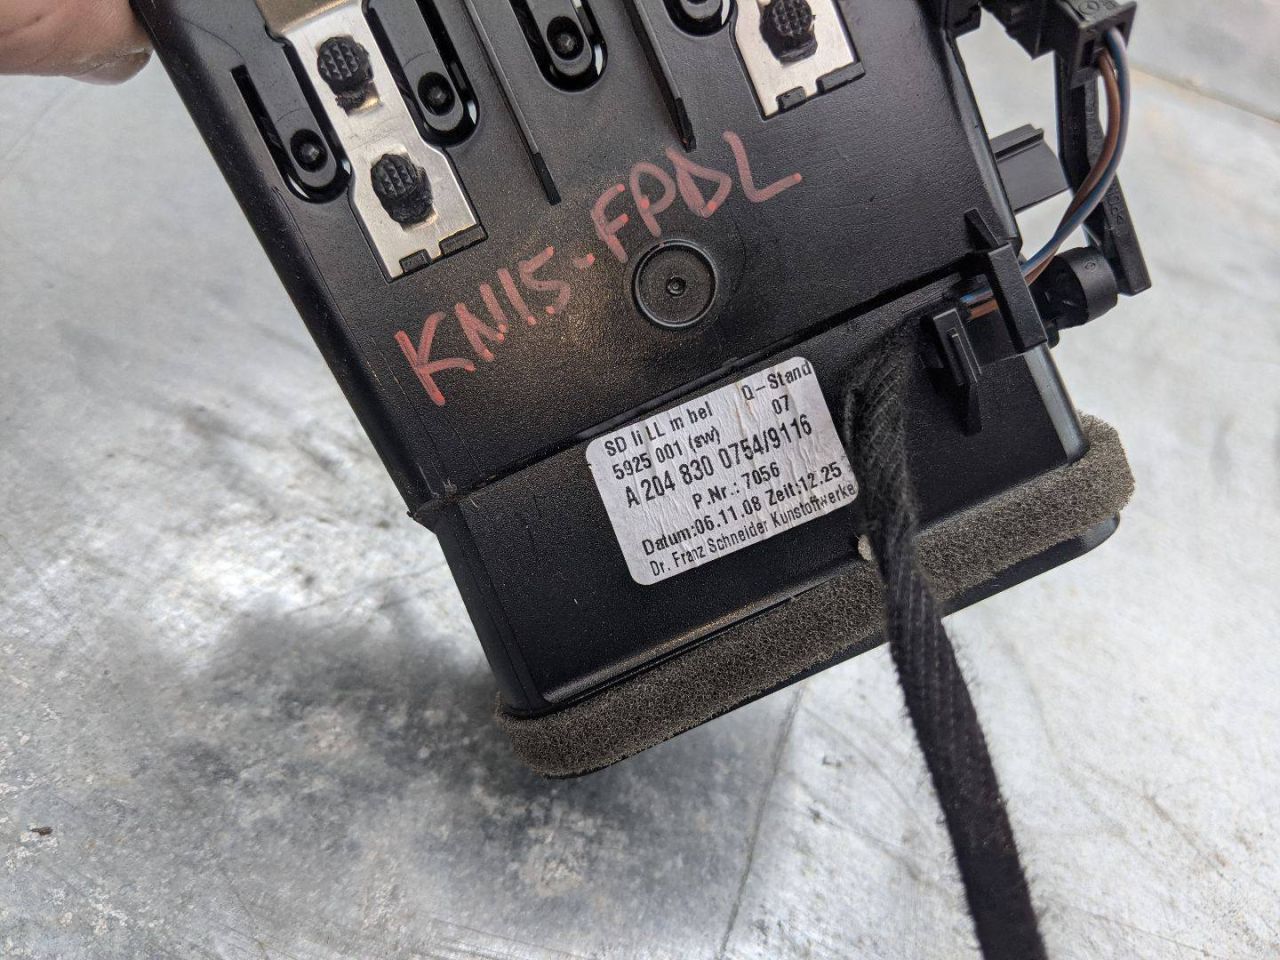 KN15-FPDL
SD li LL m bel Q-Stand
5925 001 (sw) 07
A 204 830 0754/9116
P.Nr.: 7056
Datum:06.11.08 Zeit:12.25
Dr. Franz Schneider Kunstoffwerke